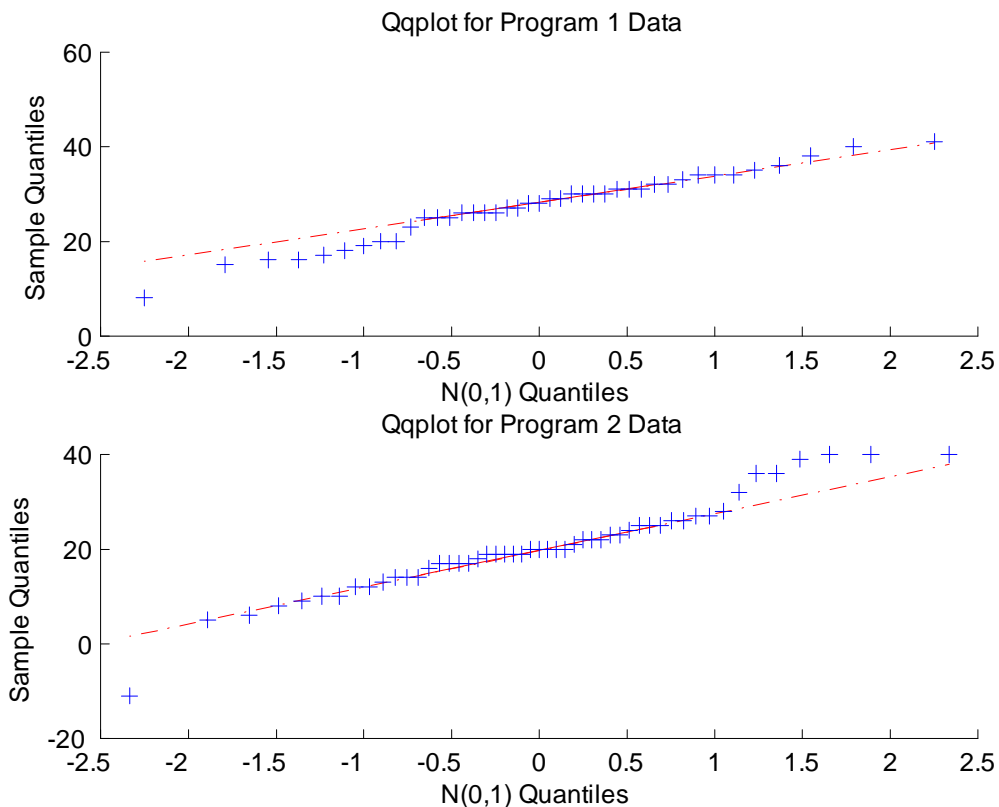 Qqplot for Program 1 Data
60
40
20
0
Sample Quantiles
-2.5 -2 -1.5 -1 -0.5 0 0.5 1 1.5 2 2.5
N(0,1) Quantiles
Qqplot for Program 2 Data
40
20
0
-20
Sample Quantiles
-2.5 -2 -1.5 -1 -0.5 0 0.5 1 1.5 2 2.5
N(0,1) Quantiles